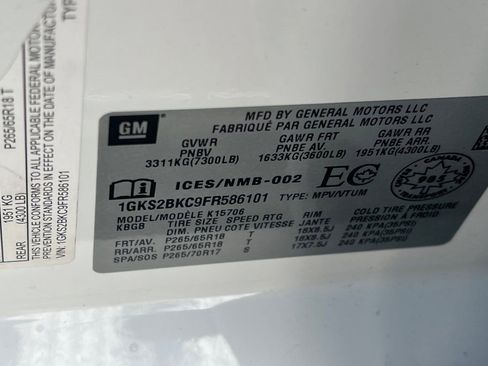 P265/65R18 T
1951 KG
(4300LB)
THIS VEHICLE CONFORMS TO ALL APPLICABLE FEDERAL MOTOR
STANDARDS IN EFFECT ON THE DATE OF MANUFACTUR
VIN: 1GKS2BKC9FR586101
GM
MFD BY GENERAL MOTORS LLC
FABRIQUÉ PAR GENERAL MOTORS LLC
GVWR GAWR FRT GAWR RR
PNBV PNBE AV. PNBE ARR.
3311KG(7300LB) 1633KG(3600LB) 1951KG(4300LB)
ICES/NMB-002
EC
CANADA
1GKS2BKC9FR586101 TYPE: MPV/VTUM
MODEL/MODÈLE K15706
KBGB TIRE SIZE SPEED RTG RIM COLD TIRE PRESSURE
DIM. PNEU COTE VITESSE JANTE PRESSION À FROID
FRT/AV. P265/65R18 T 18X8.5J 240 KPA(35PSI)
RR/ARR. P265/65R18 T 18X8.5J 240 KPA(35PSI)
SPA/SOS P265/70R17 S 17X7.5J 240 KPA(35PSI)